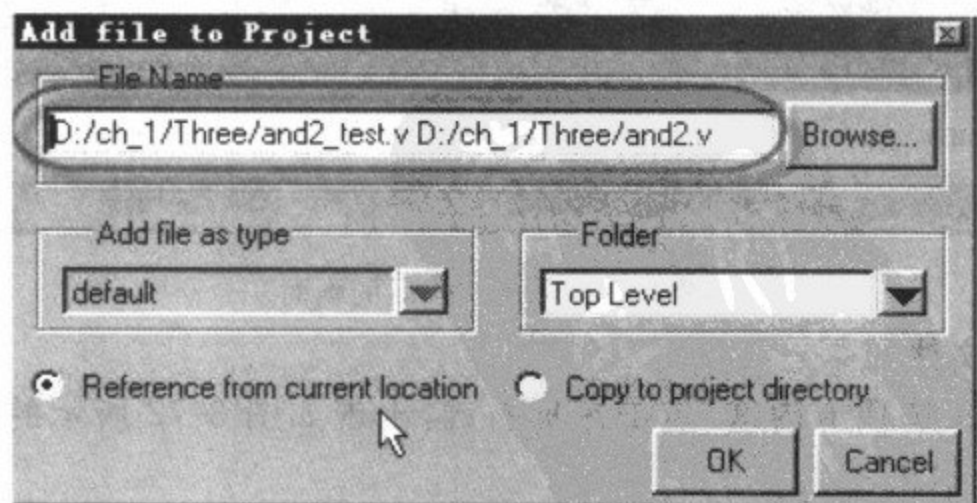 Add file to Project
File Name
D:/ch_1/Three/and2_test.v D:/ch_1/Three/and2.v
Browse...
Add file as type
Folder
default
Top Level
Reference from current location
Copy to project directory
OK
Cancel